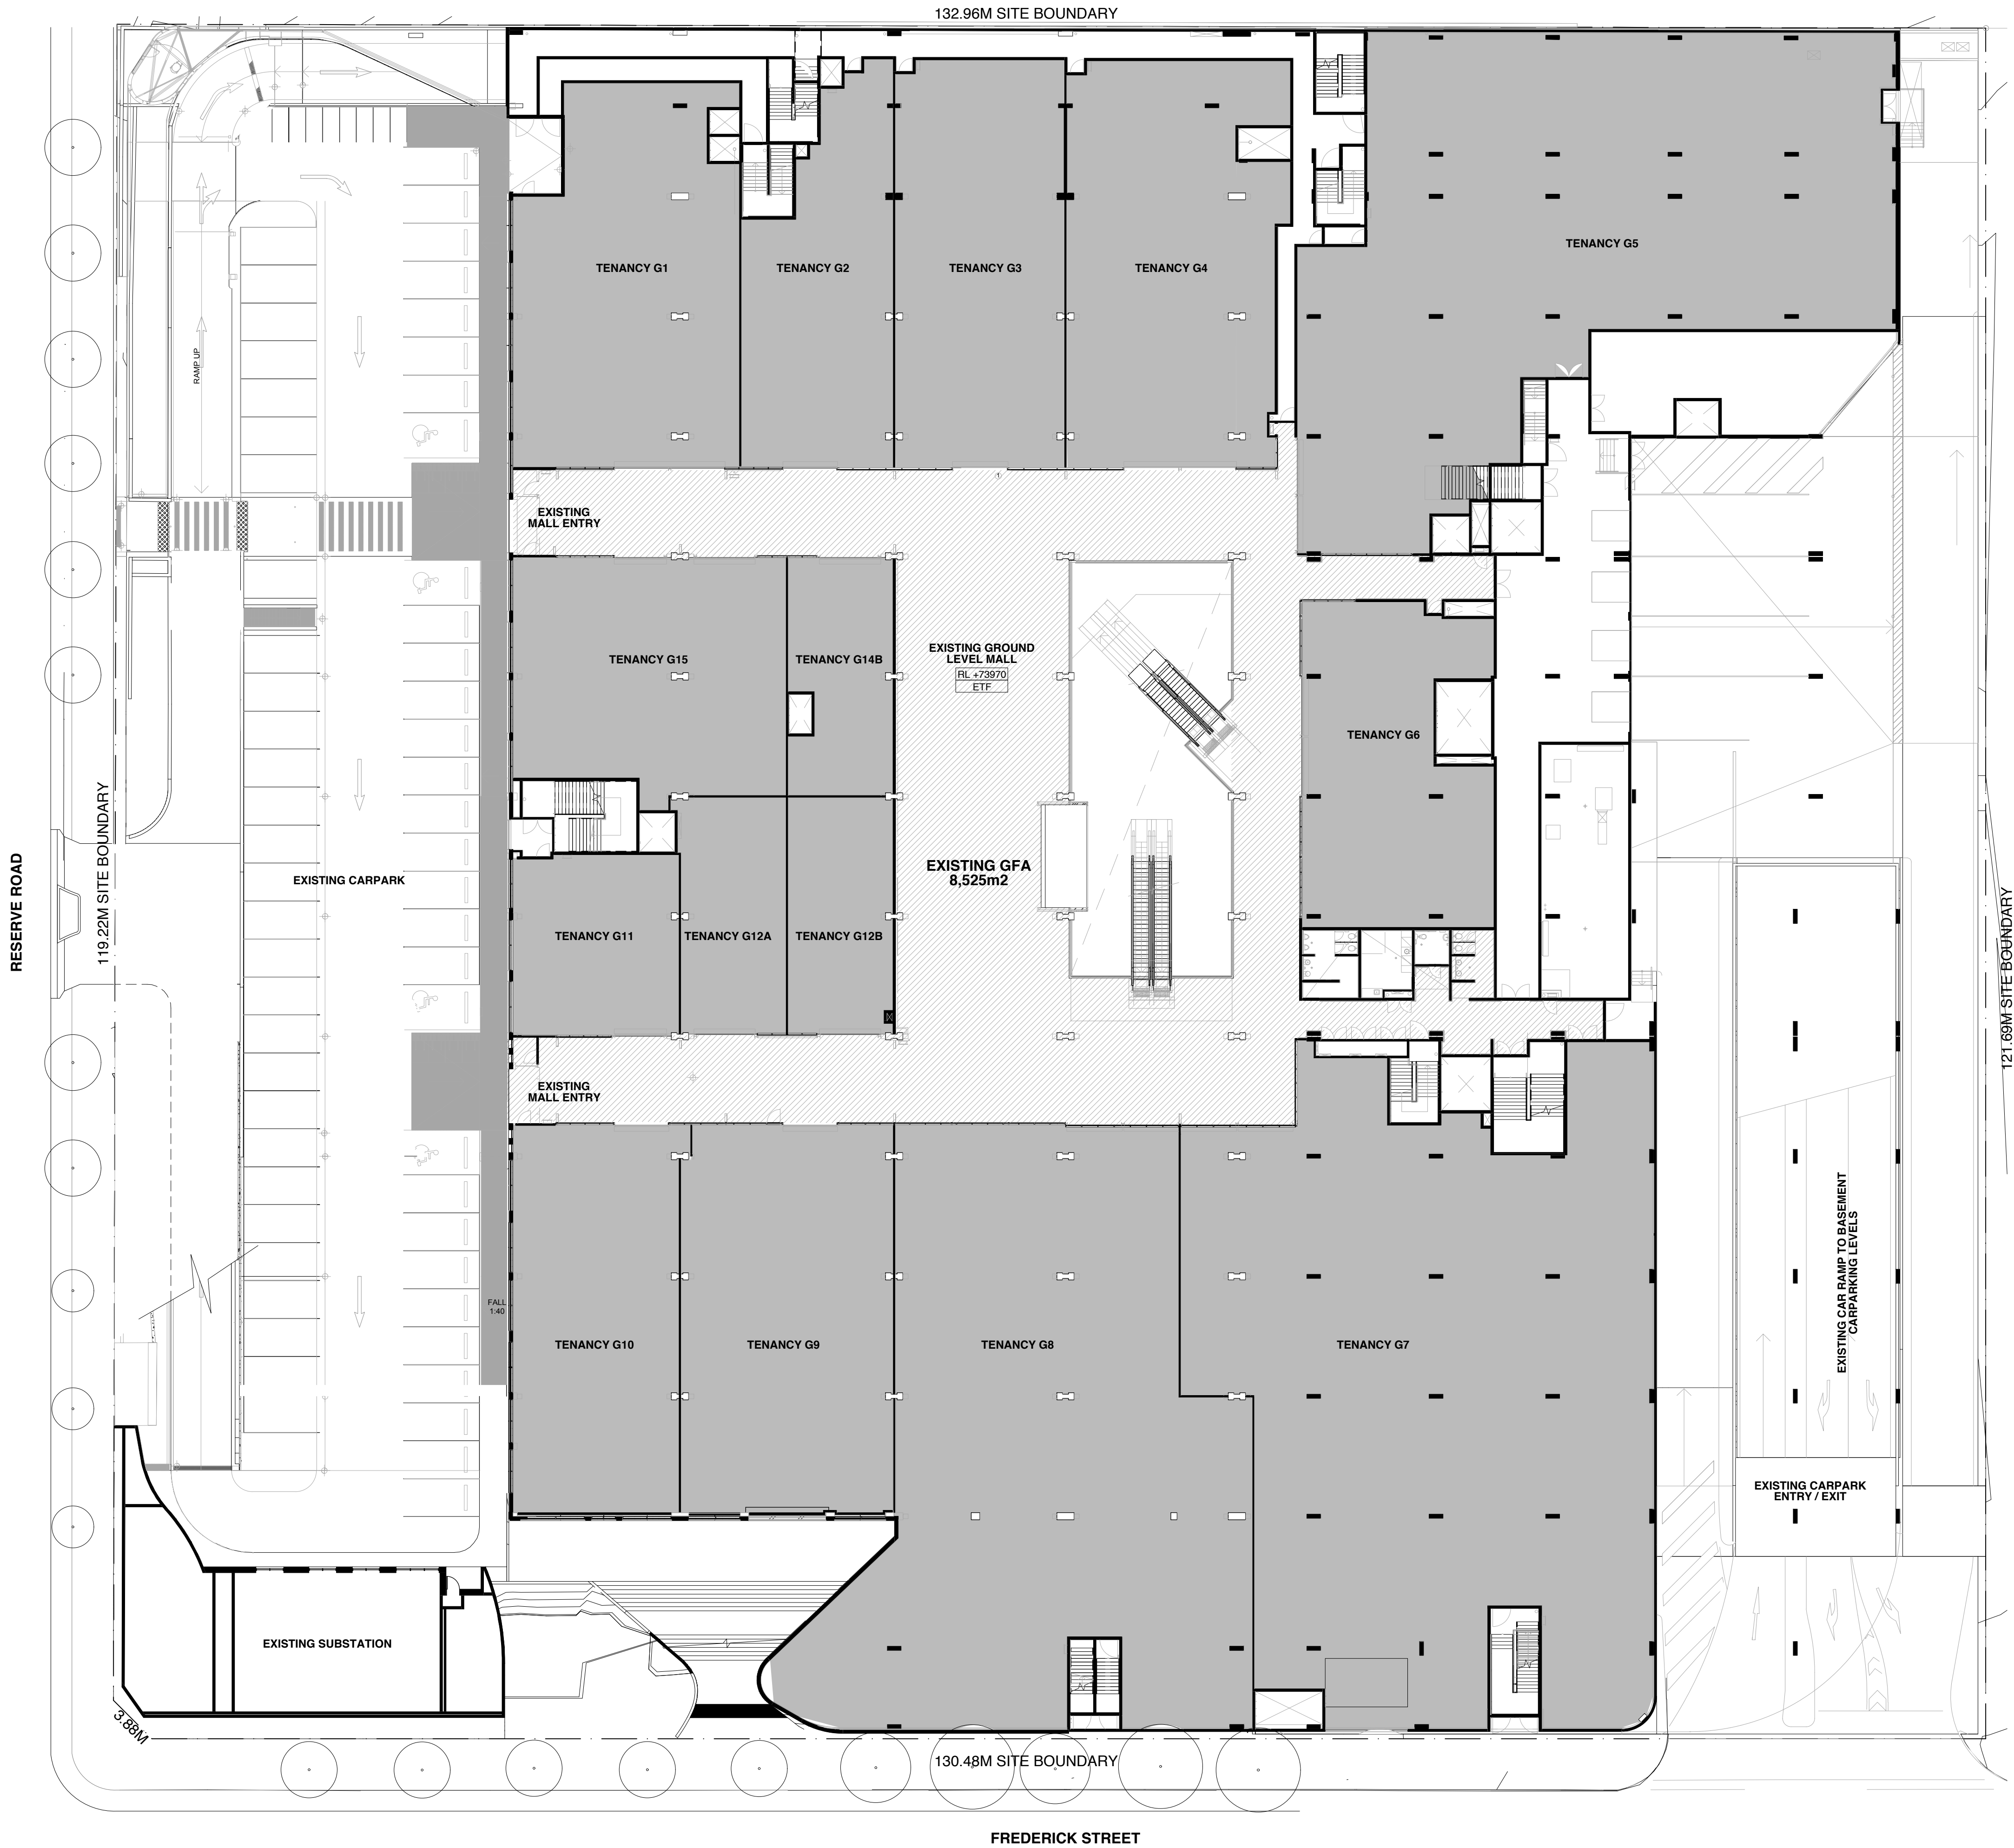 132.96M SITE BOUNDARY
TENANCY G5
TENANCY G1
TENANCY G2
TENANCY G3
TENANCY G4
RAMP UP
EXISTING
MALL ENTRY
TENANCY G15
TENANCY G14B
EXISTING GROUND
LEVEL MALL
RL +73970
ETF
TENANCY G6
RESERVE ROAD
119.22M SITE BOUNDARY
EXISTING CARPARK
EXISTING GFA
8,525m2
121.69M SITE BOUNDARY
TENANCY G11
TENANCY G12A
TENANCY G12B
EXISTING
MALL ENTRY
FALL
1:40
TENANCY G10
TENANCY G9
TENANCY G8
TENANCY G7
EXISTING CAR RAMP TO BASEMENT
CARPARKING LEVELS
EXISTING CARPARK
ENTRY / EXIT
EXISTING SUBSTATION
3.88M
130.48M SITE BOUNDARY
FREDERICK STREET